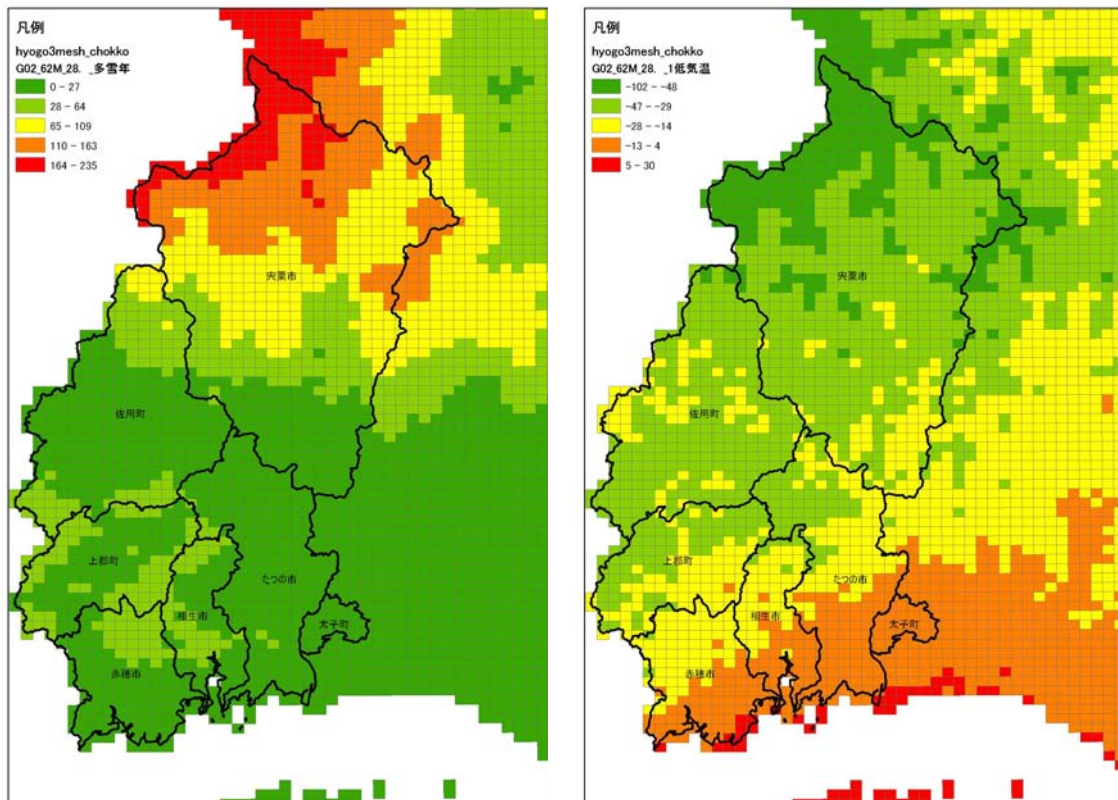 凡例
hyogo3mesh_chokko
G02_62M_28. _多雪年
0 - 27
28 - 64
65 - 109
110 - 163
164 - 235
宍粟市
佐用町
上郡町
たつの市
相生市
太子町
赤穂市
凡例
hyogo3mesh_chokko
G02_62M_28. _1低気温
-102 - -48
-47 - -29
-28 - -14
-13 - 4
5 - 30
宍粟市
佐用町
上郡町
たつの市
相生市
太子町
赤穂市